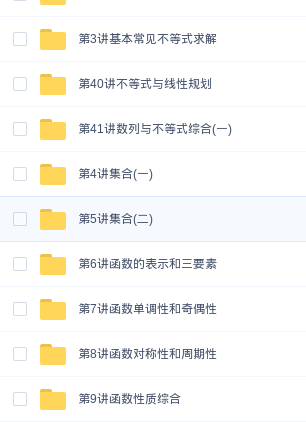 第3讲基本常见不等式求解
第40讲不等式与线性规划
第41讲数列与不等式综合(一)
第4讲集合(一)
第5讲集合(二)
第6讲函数的表示和三要素
第7讲函数单调性和奇偶性
第8讲函数对称性和周期性
第9讲函数性质综合